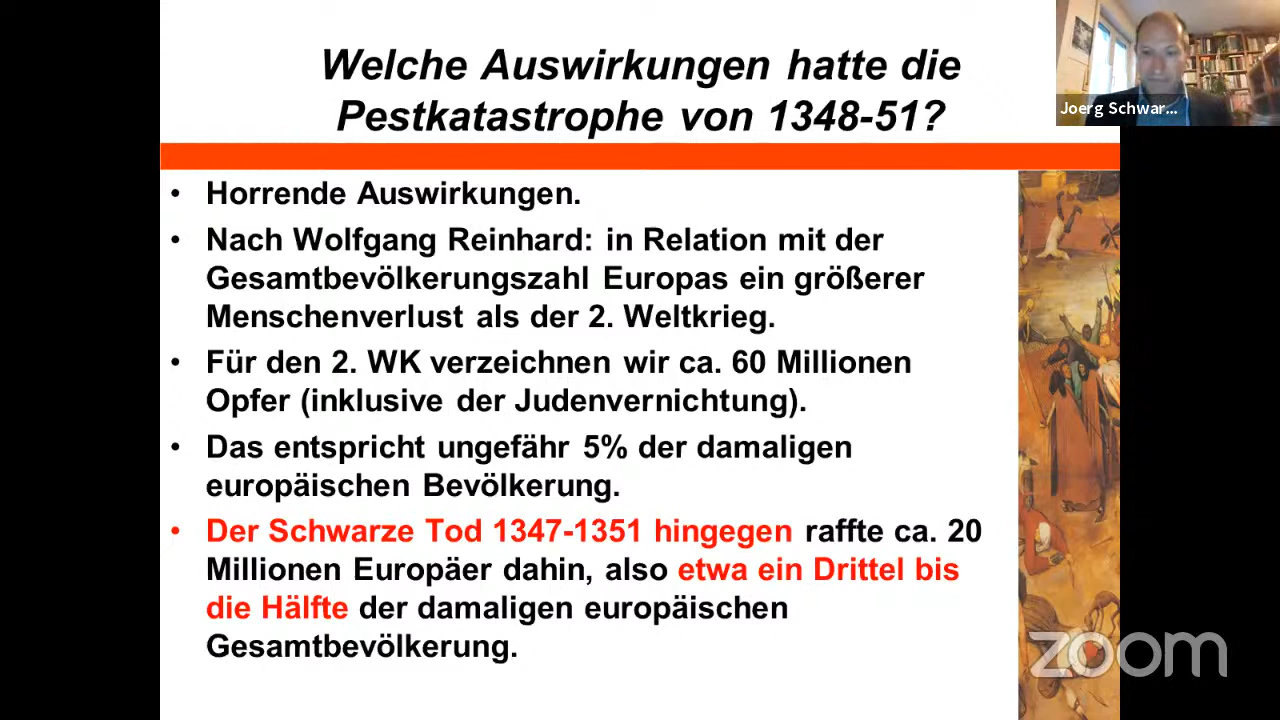 Welche Auswirkungen hatte die
Pestkatastrophe von 1348-51?
Joerg Schwar...
• Horrende Auswirkungen.
• Nach Wolfgang Reinhard: in Relation mit der
Gesamtbevölkerungszahl Europas ein größerer
Menschenverlust als der 2. Weltkrieg.
• Für den 2. WK verzeichnen wir ca. 60 Millionen
Opfer (inklusive der Judenvernichtung).
• Das entspricht ungefähr 5% der damaligen
europäischen Bevölkerung.
• Der Schwarze Tod 1347-1351 hingegen raffte ca. 20
Millionen Europäer dahin, also etwa ein Drittel bis
die Hälfte der damaligen europäischen
Gesamtbevölkerung.
zoom